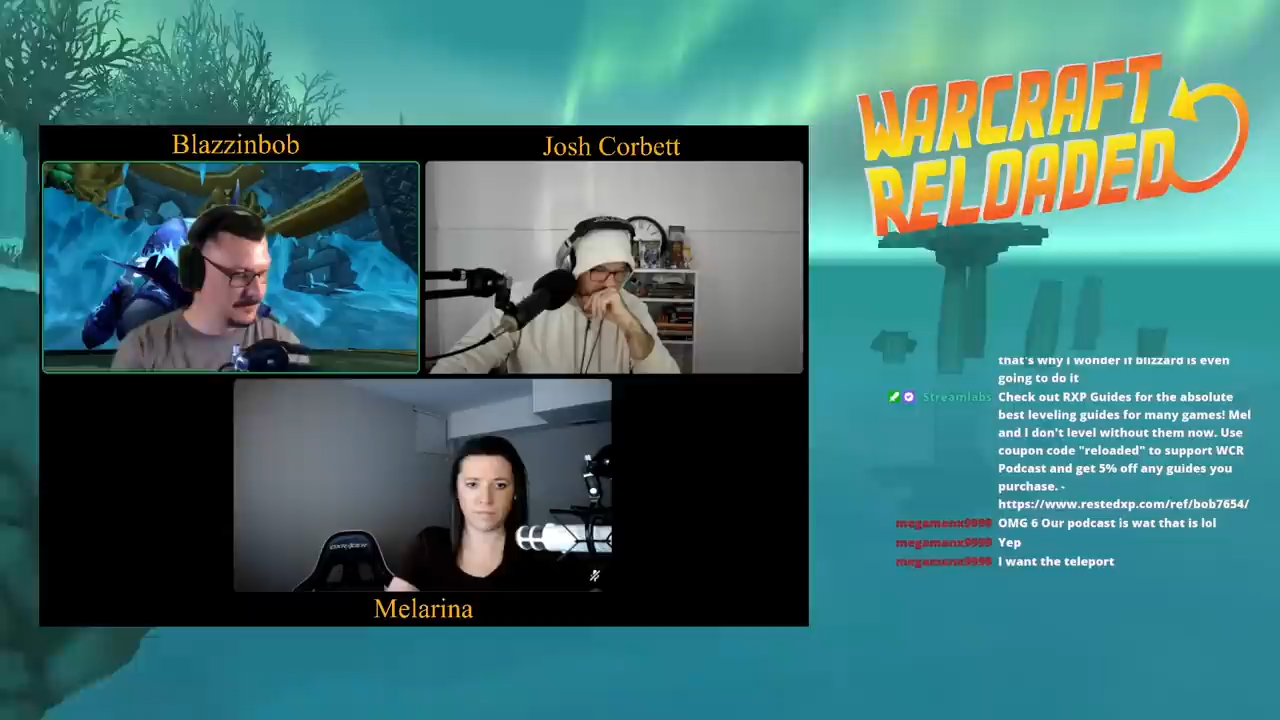 WARCRAFT
RELOADED
Blazzinbob
Josh Corbett
Melarina
that's why I wonder if blizzard is even
going to do it
Streamlabs Check out RXP Guides for the absolute
best leveling guides for many games! Mel
and I don't level without them now. Use
coupon code "reloaded" to support WCR
Podcast and get 5% off any guides you
purchase. -
https://www.restedxp.com/ref/bob7654/
megamanx9999 OMG 6 Our podcast is wat that is lol
megamanx9999 Yep
megamanx9999 I want the teleport